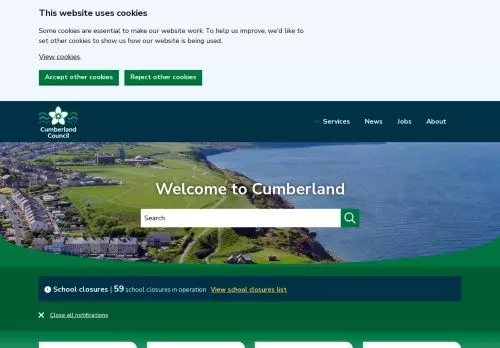 This website uses cookies
Some cookies are essential to make our website work. To help us improve, we'd like to
set other cookies to show us how our website is being used.
View cookies.
Accept other cookies Reject other cookies
Cumberland
Council
Services News Jobs About
Welcome to Cumberland
Search
School closures | 59 school closures in operation View school closures list
Close all notifications